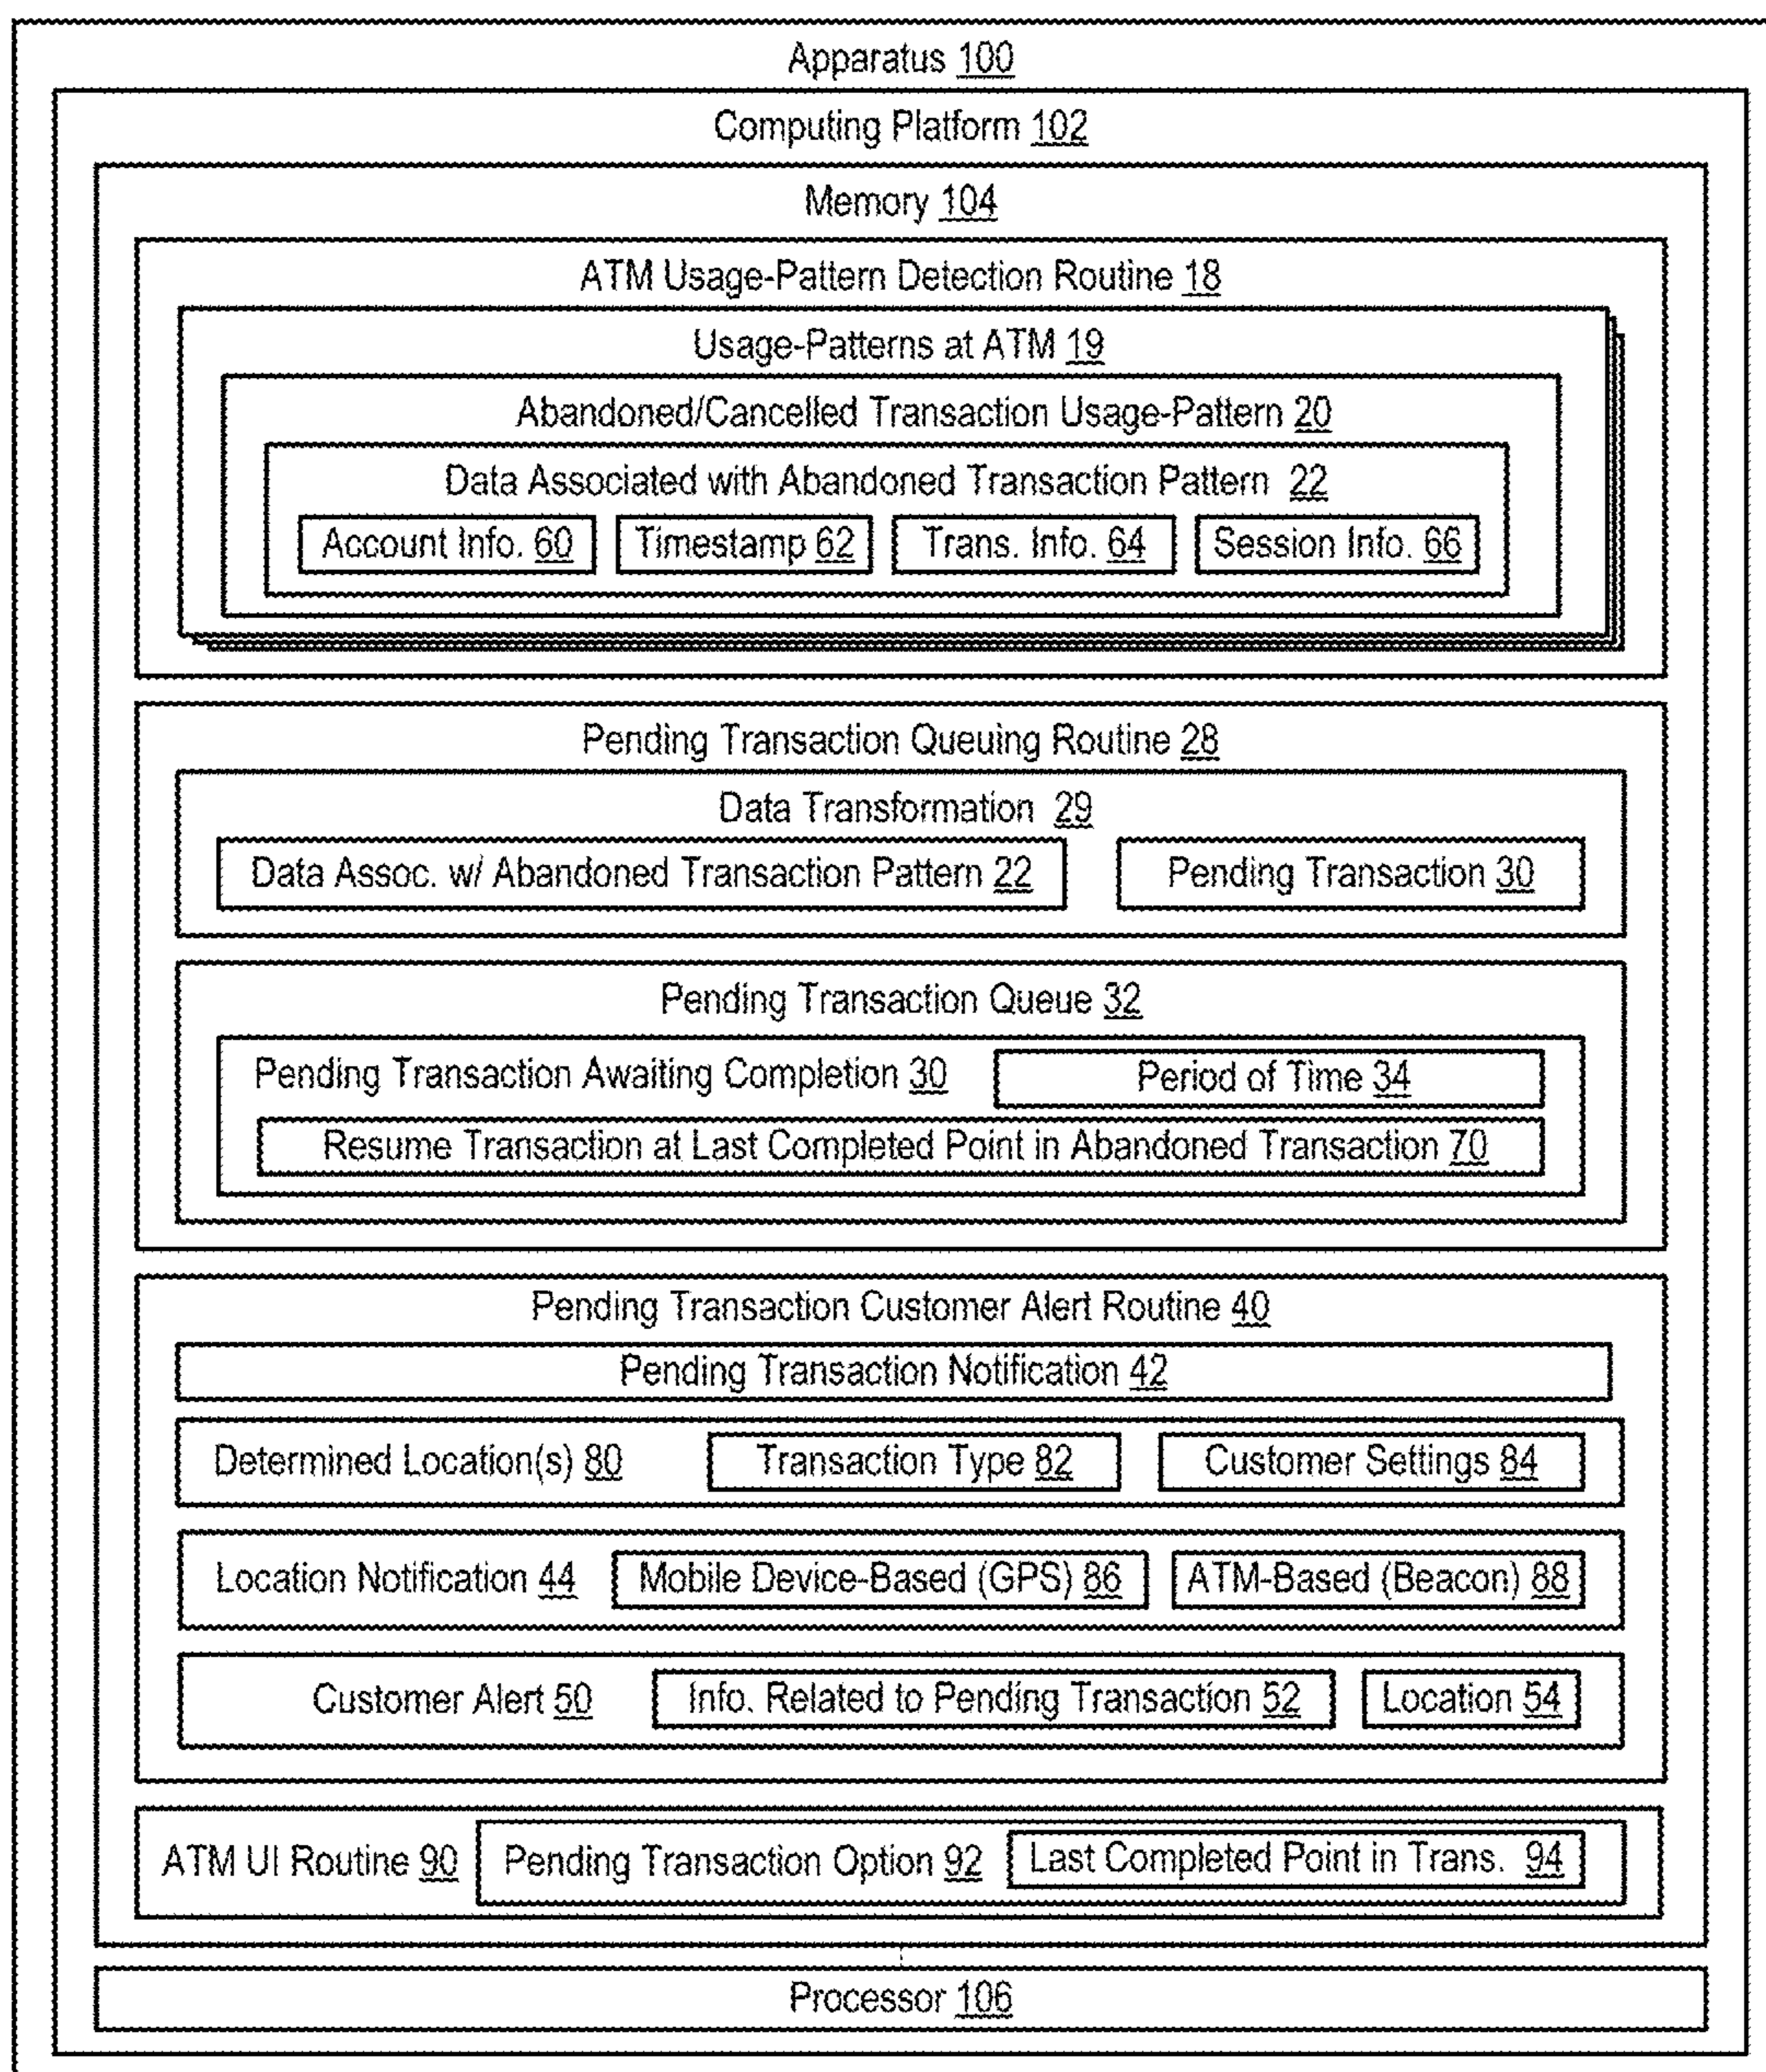 Apparatus 100
Computing Platform 102
Memory 104
ATM Usage-Pattern Detection Routine 18
Usage-Patterns at ATM 19
Abandoned/Cancelled Transaction Usage-Pattern 20
Data Associated with Abandoned Transaction Pattern 22
Account Info. 60 Timestamp 62 Trans. Info. 64 Session Info. 66
Pending Transaction Queuing Routine 28
Data Transformation 29
Data Assoc. w/ Abandoned Transaction Pattern 22 Pending Transaction 30
Pending Transaction Queue 32
Pending Transaction Awaiting Completion 30 Period of Time 34
Resume Transaction at Last Completed Point in Abandoned Transaction 70
Pending Transaction Customer Alert Routine 40
Pending Transaction Notification 42
Determined Location(s) 80 Transaction Type 82 Customer Settings 84
Location Notification 44 Mobile Device-Based (GPS) 86 ATM-Based (Beacon) 88
Customer Alert 50 Info. Related to Pending Transaction 52 Location 54
ATM UI Routine 90 Pending Transaction Option 92 Last Completed Point in Trans. 94
Processor 106